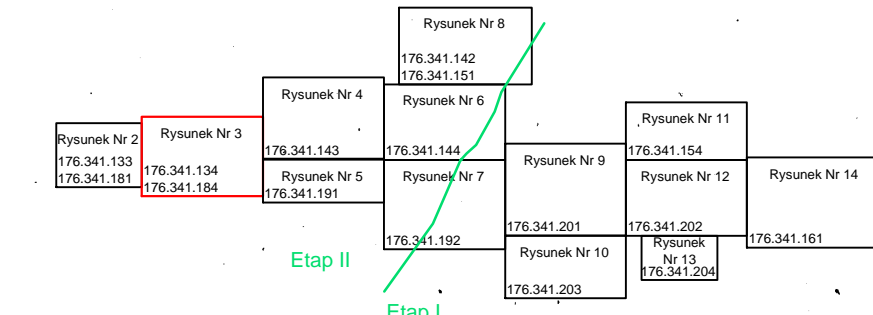 Rysunek Nr 8
176.341.142
176.341.151
Rysunek Nr 4
176.341.143
Rysunek Nr 6
176.341.144
Rysunek Nr 11
176.341.154
Rysunek Nr 2
176.341.133
176.341.181
Rysunek Nr 3
176.341.134
176.341.184
Rysunek Nr 5
176.341.191
Rysunek Nr 7
176.341.192
Rysunek Nr 9
176.341.201
Rysunek Nr 12
176.341.202
Rysunek Nr 14
176.341.161
Rysunek Nr 10
176.341.203
Rysunek
Nr 13
176.341.204
Etap II
Etap I